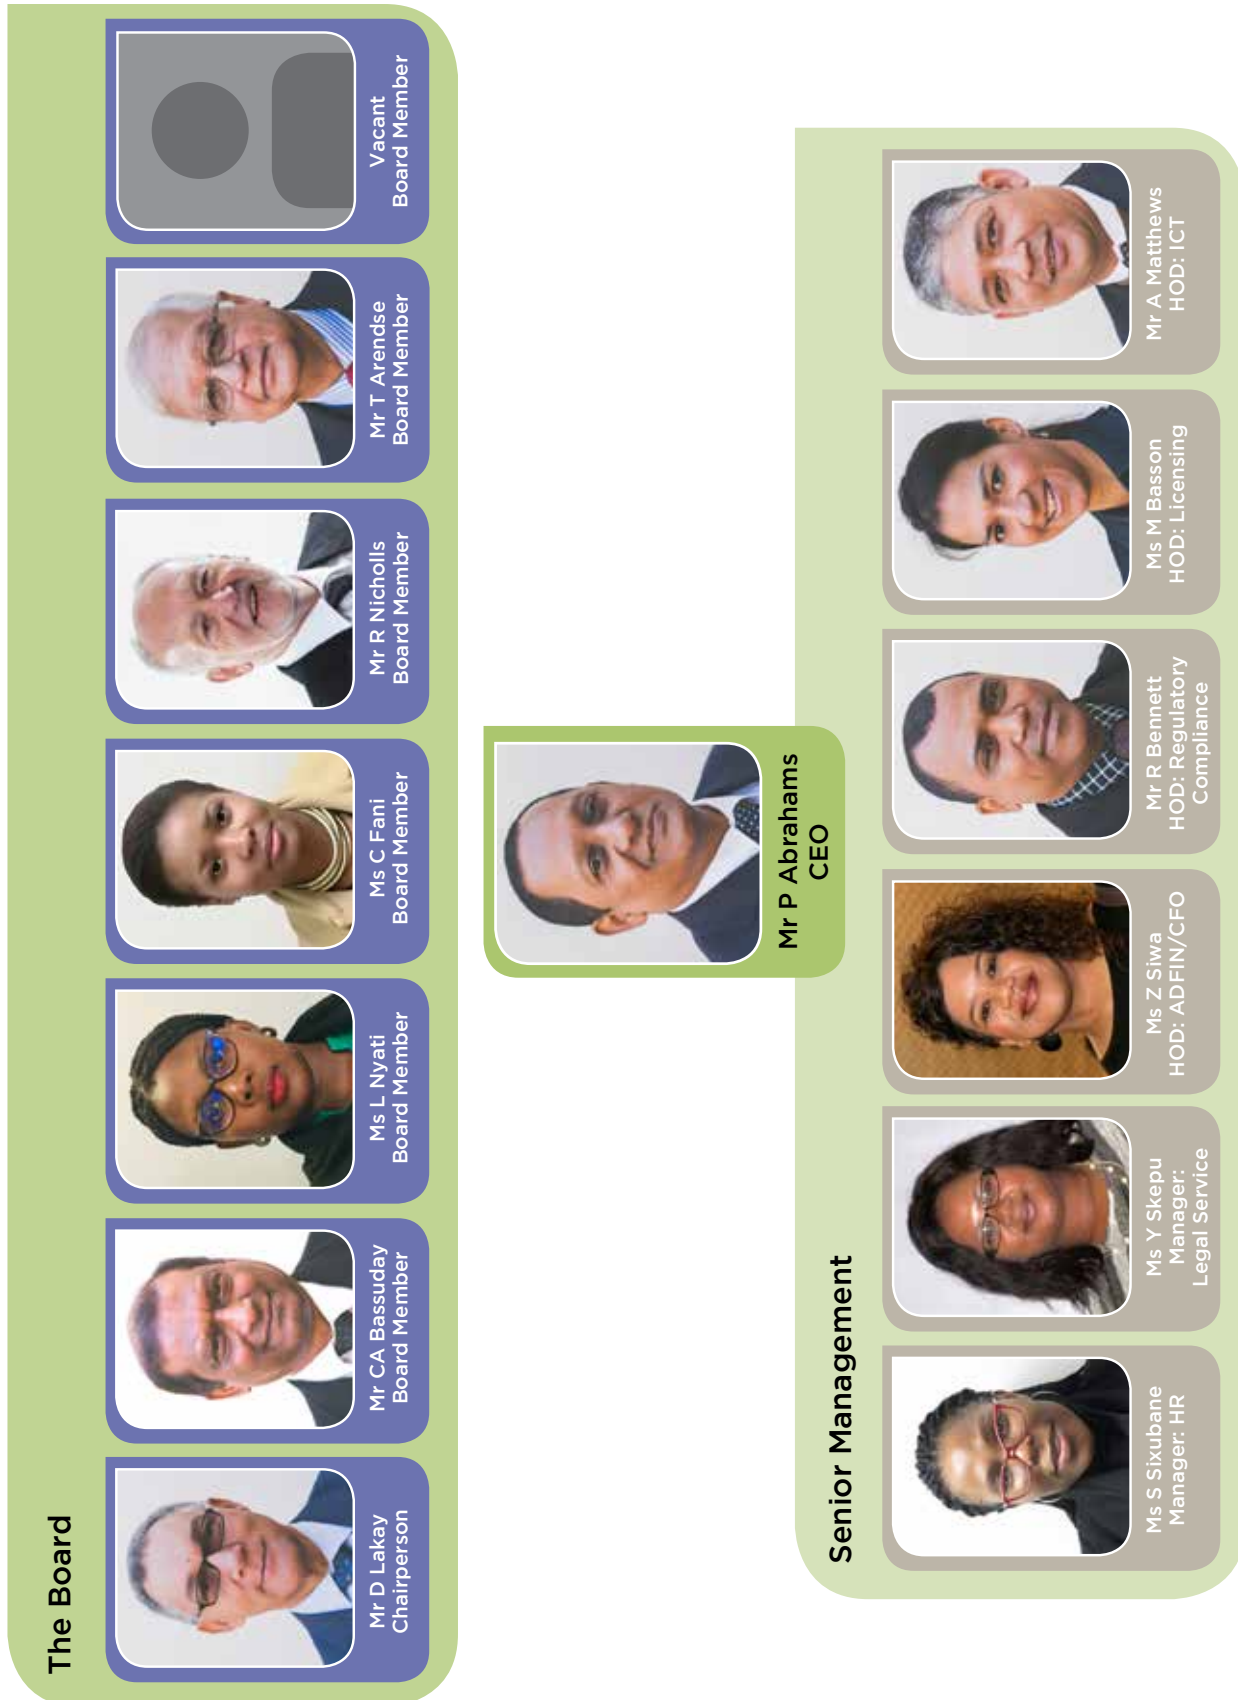 The Board
Mr D Lakay
Chairperson
Mr CA Bassuday
Board Member
Ms L Nyati
Board Member
Ms C Fani
Board Member
Mr R Nicholls
Board Member
Mr T Arendse
Board Member
Vacant
Board Member
Mr P Abrahams
CEO
Senior Management
Ms S Sixubane
Manager: HR
Ms Y Skepu
Manager:
Legal Service
Ms Z Siwa
HOD: ADFIN/CFO
Mr R Bennett
HOD: Regulatory
Compliance
Ms M Basson
HOD: Licensing
Mr A Matthews
HOD: ICT